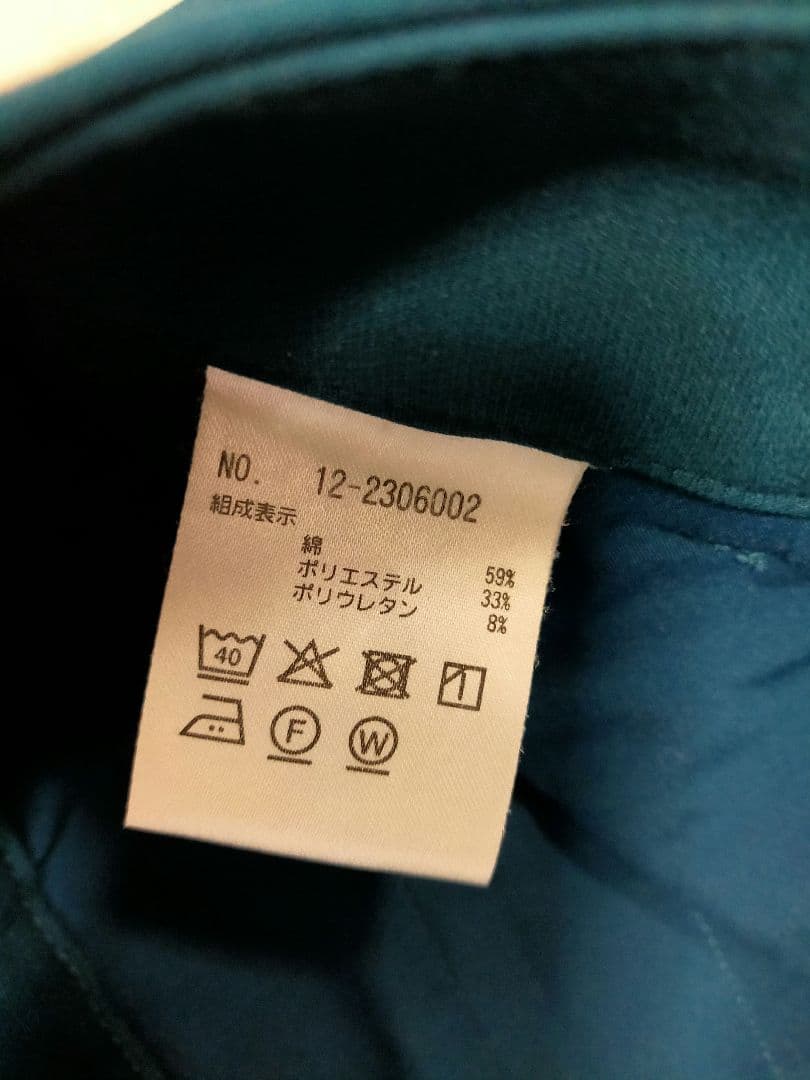 NO. 12-2306002
組成表示
綿 59%
ポリエステル 33%
ポリウレタン 8%
40
F W